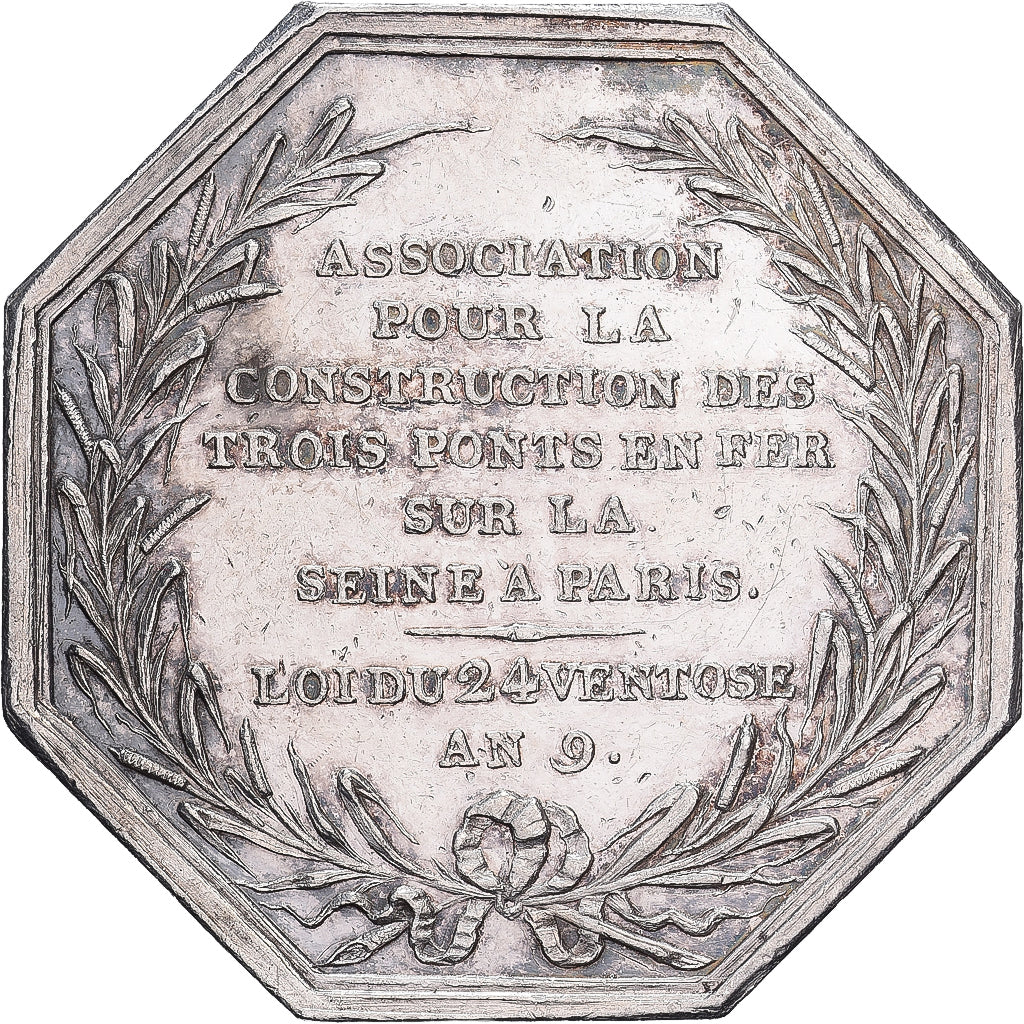 ASSOCIATION
POUR LA
CONSTRUCTION DES
TROIS PONTS EN FER
SUR LA
SEINE A PARIS.
LOI DU 24 VENTOSE
AN 9.